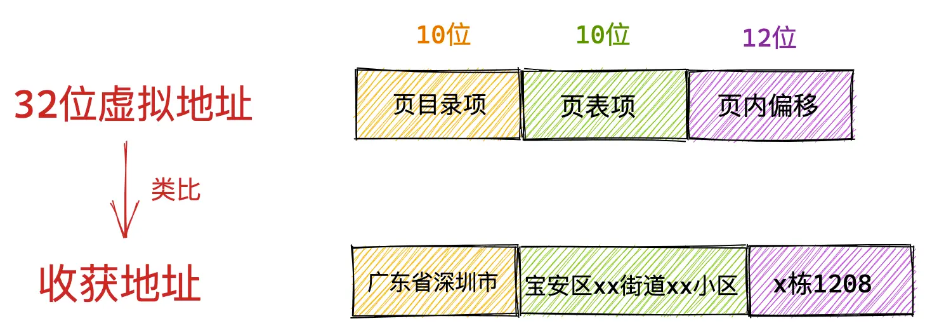 10位
10位
12位
32位虚拟地址
页目录项
页表项
页内偏移
类比
收获地址
广东省深圳市
宝安区xx街道xx小区
x栋1208